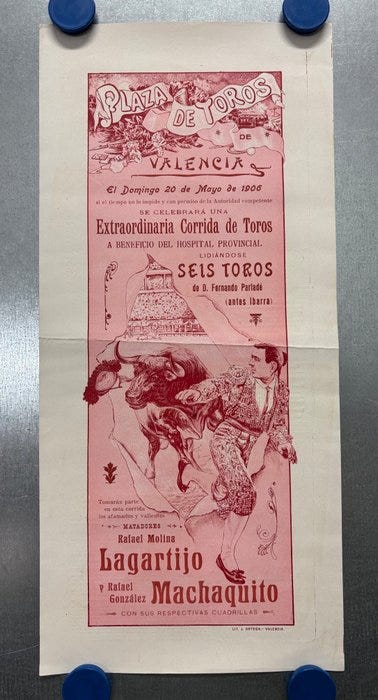 PLAZA
DE TOROS
DE
VALENCIA
El Domingo 20 de Mayo de 1906
si el tiempo no lo impide y con permiso de la Autoridad competente
SE CELEBRARÁ UNA
Extraordinaria Corrida de Toros
A BENEFICIO DEL HOSPITAL PROVINCIAL
LIDIÁNDOSE
SEIS TOROS
de D. Fernando Parladé
(antes Ibarra)
Tomarán parte
en esta corrida
los afamados y valientes
MATADORES
Rafael Molina
Lagartijo
y Rafael
González Machaquito
CON SUS RESPECTIVAS CUADRILLAS
LIT. J. ORTEGA.- VALENCIA.